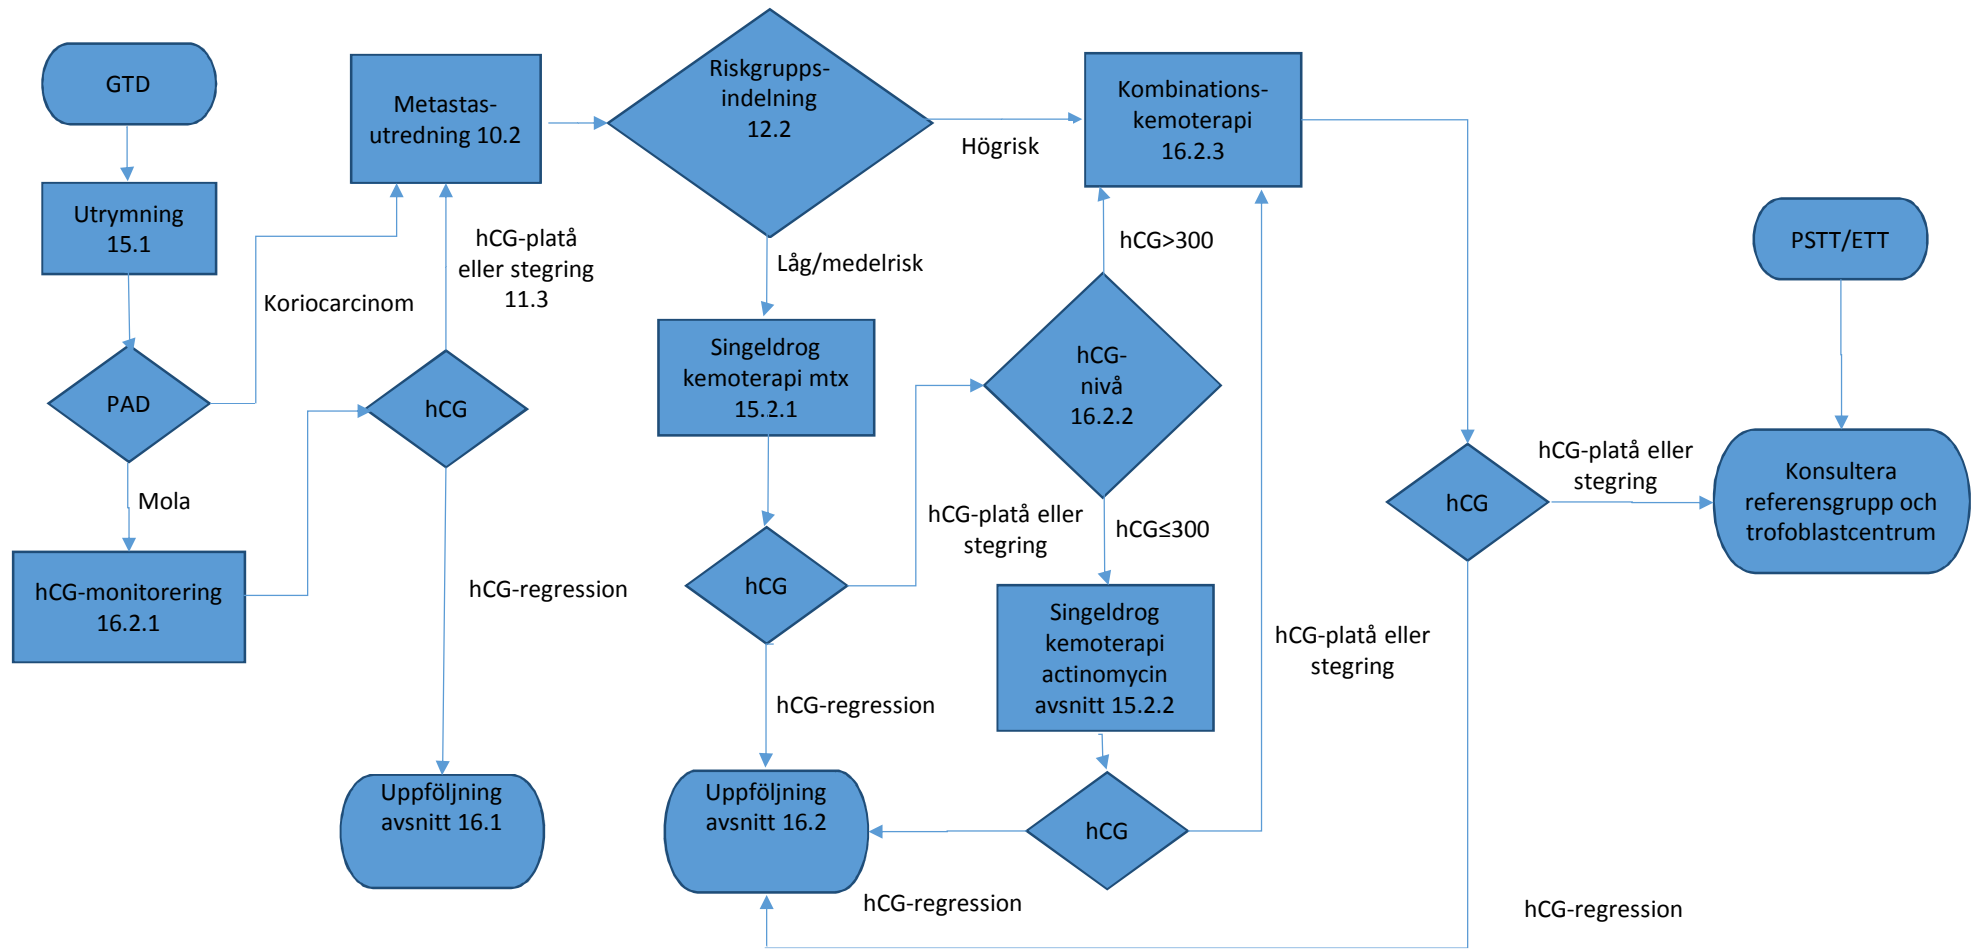 GTD
Utrymning
15.1
PAD
Koriocarcinom
Mola
hCG-monitorering
16.2.1
Metastas-
utredning 10.2
hCG-platå
eller stegring
11.3
hCG
hCG-regression
Uppföljning
avsnitt 16.1
Riskgrupps-
indelning
12.2
Högrisk
Låg/medelrisk
Singeldrog
kemoterapi mtx
15.2.1
hCG
hCG-platå eller
stegring
hCG-regression
Uppföljning
avsnitt 16.2
Kombinations-
kemoterapi
16.2.3
hCG>300
hCG-
nivå
16.2.2
hCG≤300
Singeldrog
kemoterapi
actinomycin
avsnitt 15.2.2
hCG-platå eller
stegring
hCG
hCG-regression
hCG
hCG-platå eller
stegring
hCG-regression
PSTT/ETT
Konsultera
referensgrupp och
trofoblastcentrum